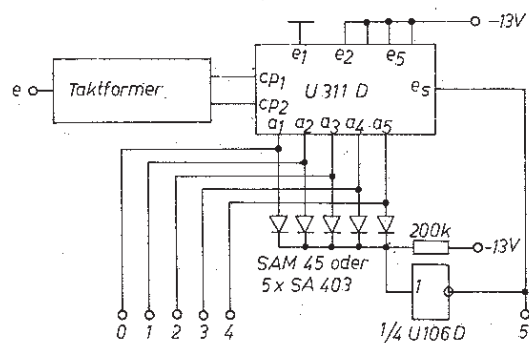 -13V
e1 e2 e5
e Taktformer cp1 U 311 D es
cp2
a1 a2 a3 a4 a5
200k
-13V
SAM 45 oder
5 x SA 403
1
0 1 2 3 4 1/4 U106 D 5